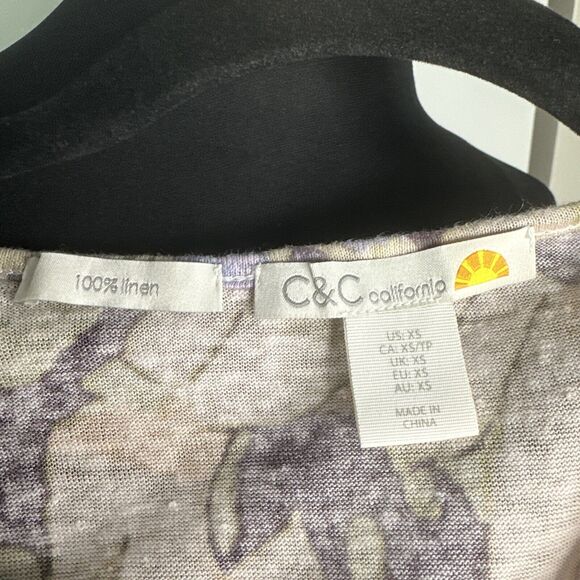 100% linen
C&C california
US: XS
CA: XS/TP
UK: XS
EU: XS
AU: XS
MADE IN
CHINA